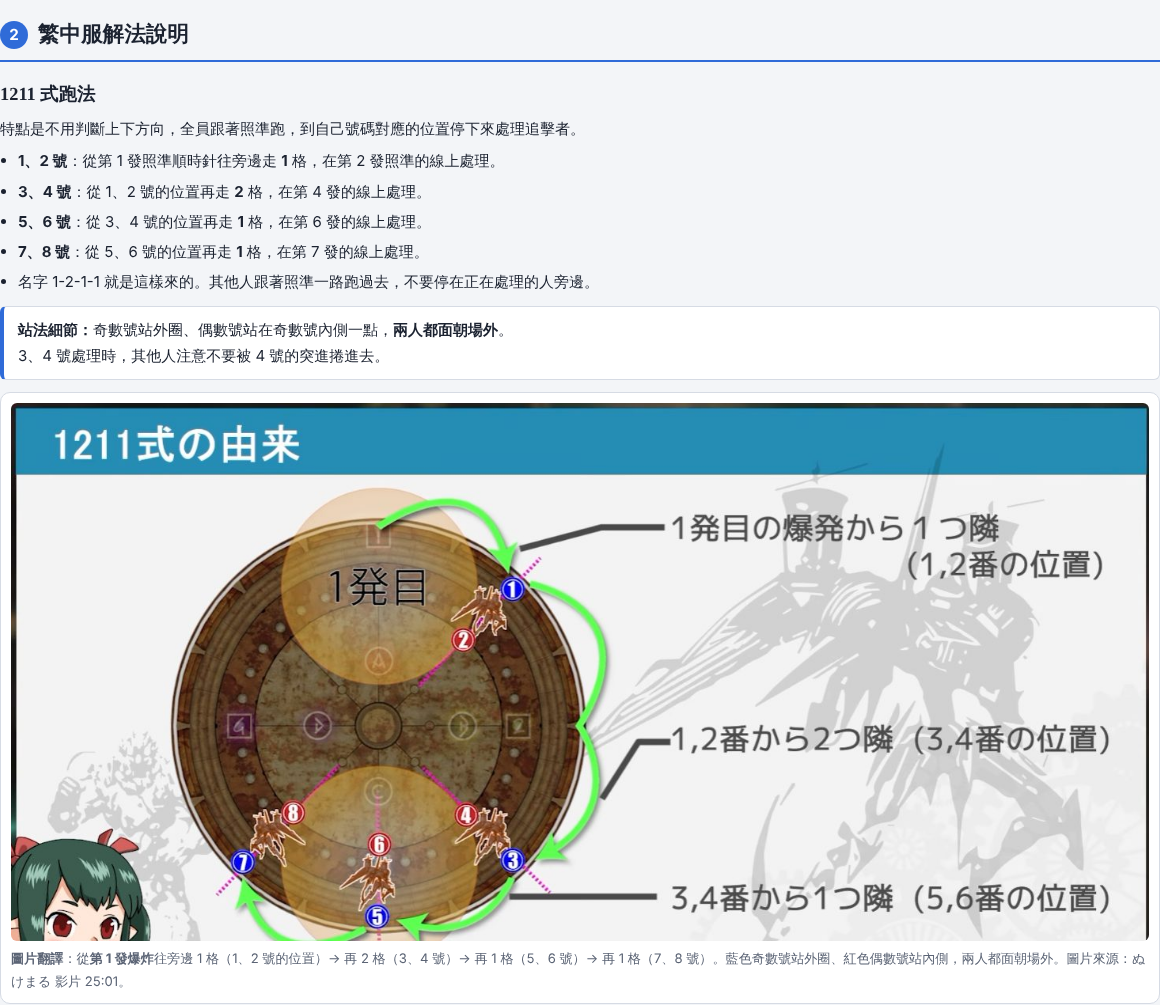 2 繁中服解法說明
1211 式跑法
特點是不用判斷上下方向，全員跟著照準跑，到自己號碼對應的位置停下來處理追擊者。
• 1、2 號：從第 1 發照準順時針往旁邊走 1 格，在第 2 發照準的線上處理。
• 3、4 號：從 1、2 號的位置再走 2 格，在第 4 發的線上處理。
• 5、6 號：從 3、4 號的位置再走 1 格，在第 6 發的線上處理。
• 7、8 號：從 5、6 號的位置再走 1 格，在第 7 發的線上處理。
• 名字 1-2-1-1 就是這樣來的。其他人跟著照準一路跑過去，不要停在正在處理的人旁邊。
站法細節：奇數號站外圈、偶數號站在奇數號內側一點，兩人都面朝場外。
3、4 號處理時，其他人注意不要被 4 號的突進捲進去。
1211式の由来
1発目の爆発から１つ隣
(1,2番の位置)
1発目
1
2
A
1,2番から2つ隣（3,4番の位置）
C
8
4
6
7
3
5
3,4番から1つ隣（5,6番の位置）
圖片翻譯：從第 1 發爆炸往旁邊 1 格（1、2 號的位置）→ 再 2 格（3、4 號）→ 再 1 格（5、6 號）→ 再 1 格（7、8 號）。藍色奇數號站外圈、紅色偶數號站內側，兩人都面朝場外。圖片來源：ぬ
けまる 影片 25:01。